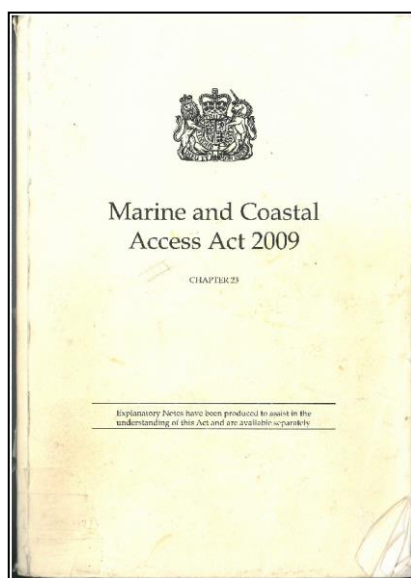 Marine and Coastal
Access Act 2009
CHAPTER 23
Explanatory Notes have been produced to assist in the
understanding of this Act and are available separately